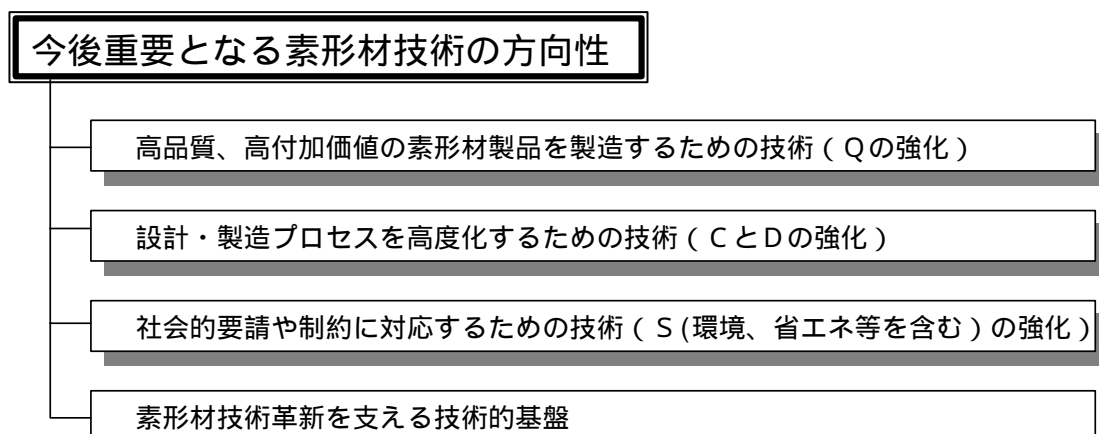 今後重要となる素形材技術の方向性
高品質、高付加価値の素形材製品を製造するための技術（Qの強化）
設計・製造プロセスを高度化するための技術（CとDの強化）
社会的要請や制約に対応するための技術（S(環境、省エネ等を含む）の強化）
素形材技術革新を支える技術的基盤